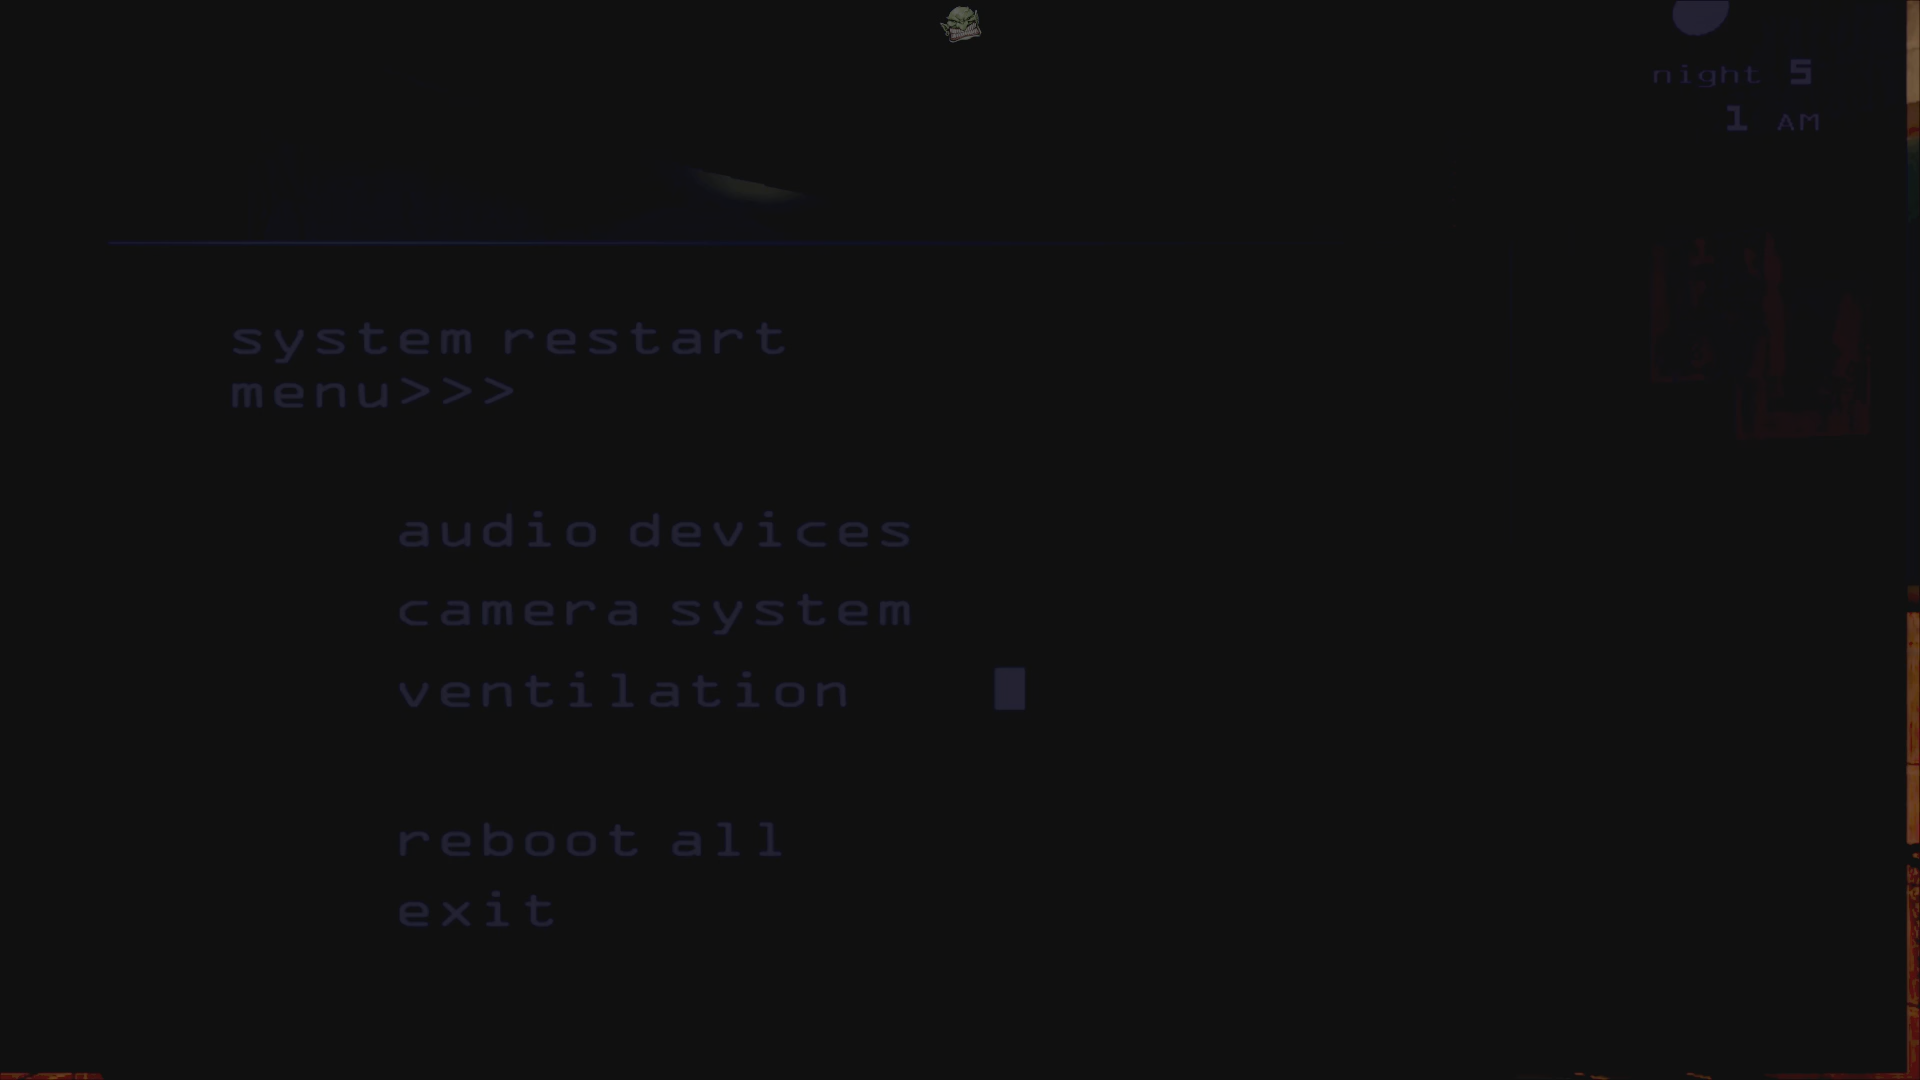 night 5
1 AM
system restart
menu>>>
audio devices
camera system
ventilation
reboot all
exit